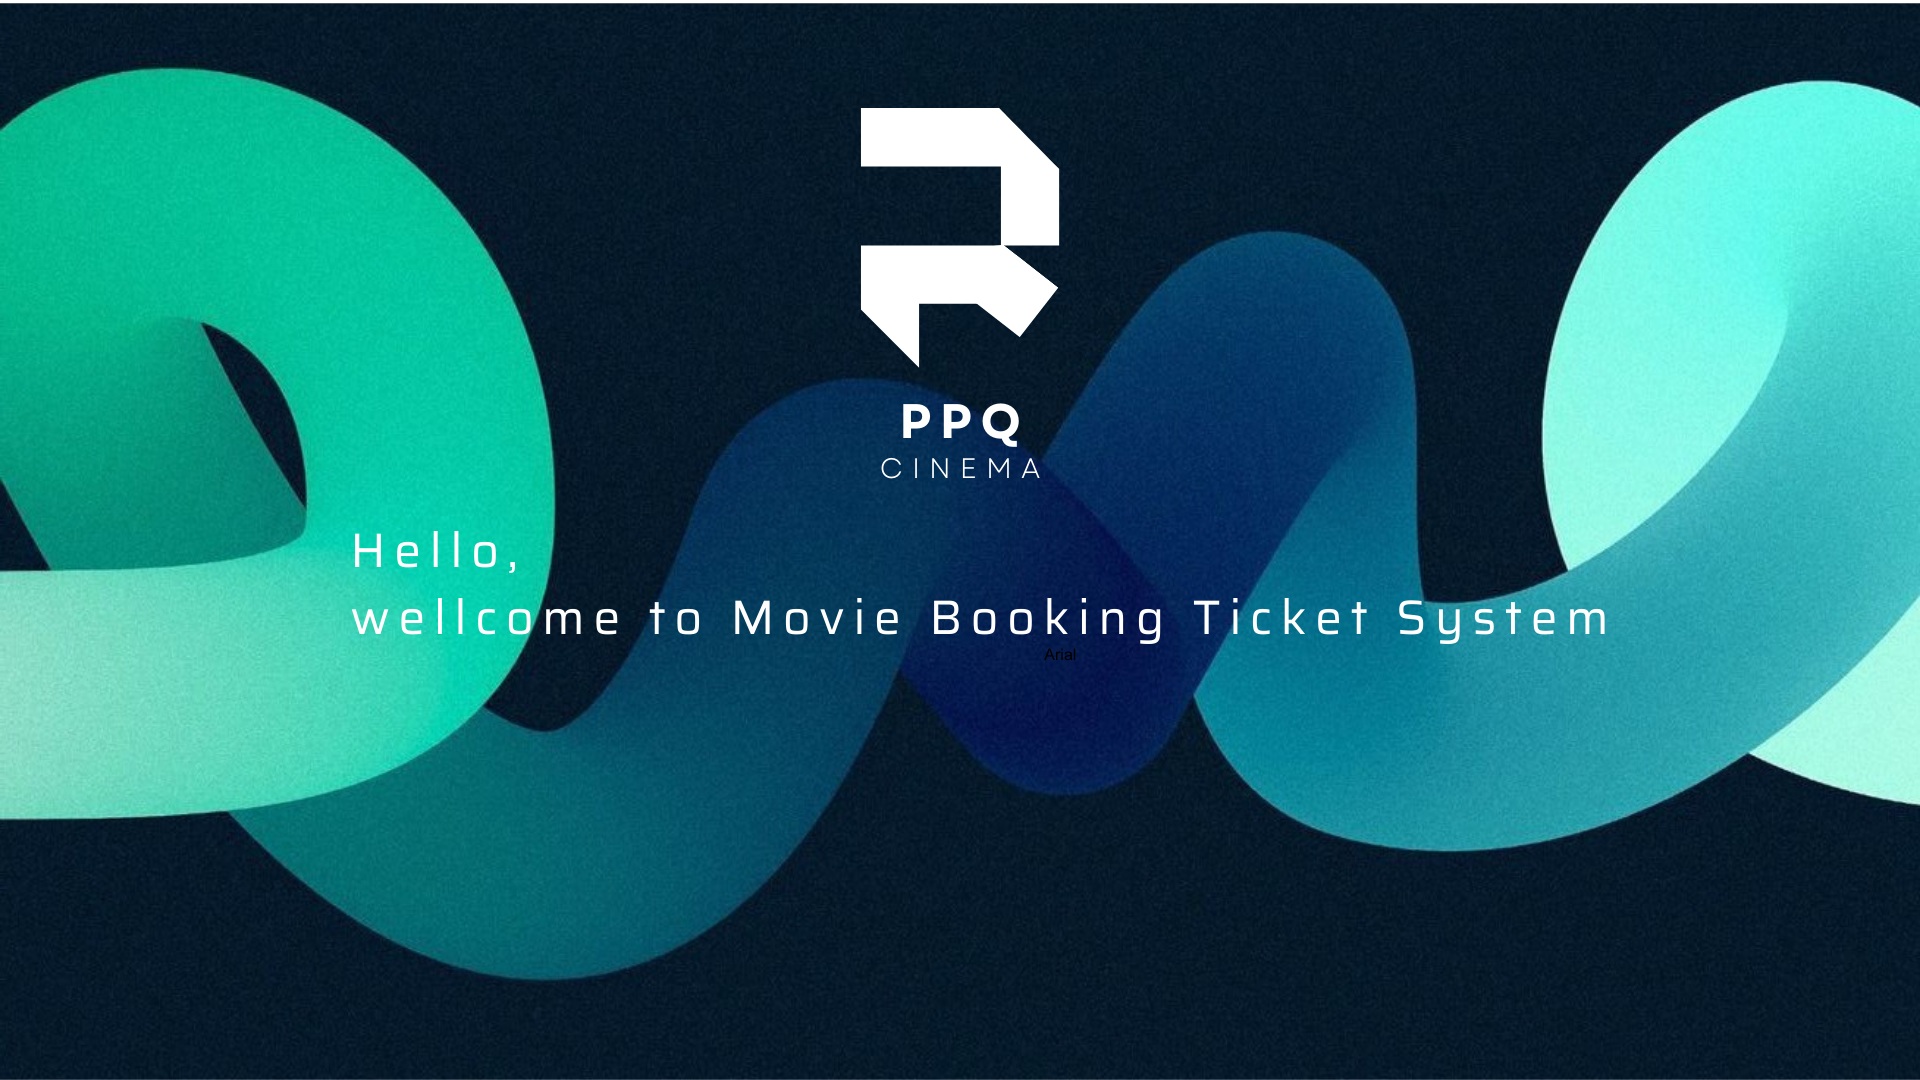 PPQ
CINEMA
Hello,
wellcome to Movie Booking Ticket System
Arial